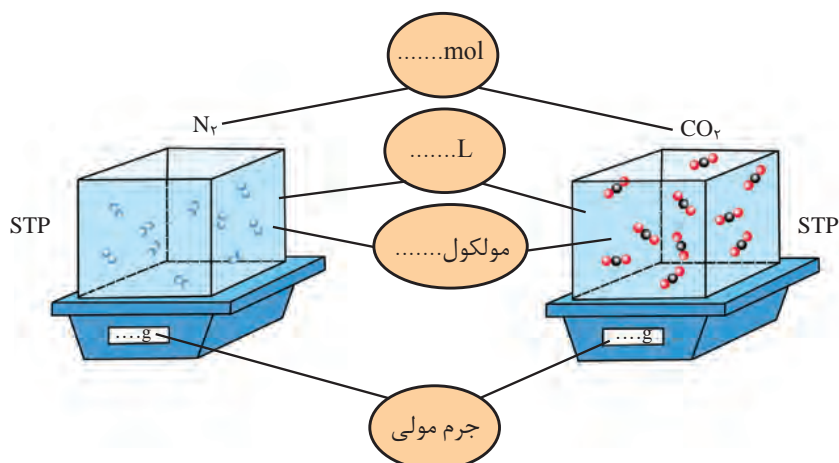 .......mol
N۲
CO۲
.......L
STP
STP
مولکول.......
....g
....g
جرم مولی